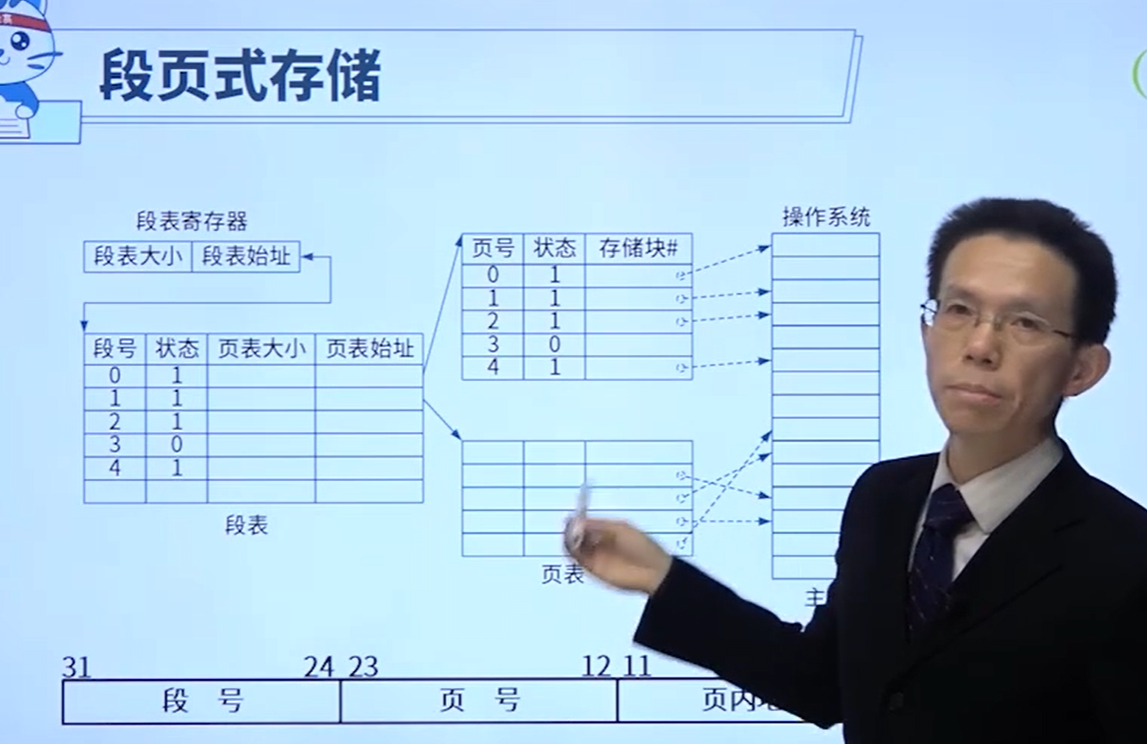 段页式存储
段表寄存器
段表大小 段表始址
段号 状态 页表大小 页表始址
0 1
1 1
2 1
3 0
4 1
段表
页号 状态 存储块#
0 1
1 1
2 1
3 0
4 1
页表
操作系统
主
31 24 23 12 11
段 号 页 号 页内